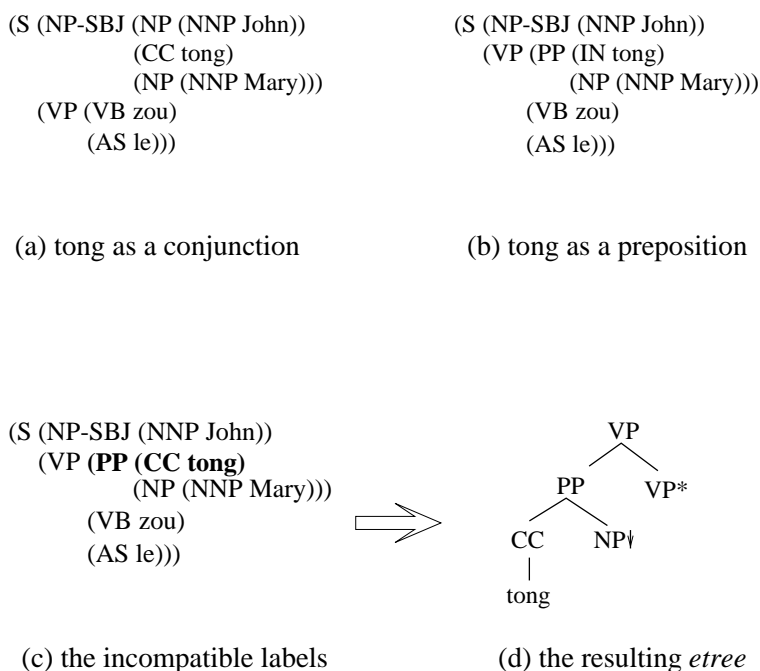 (S (NP-SBJ (NP (NNP John))
(CC tong)
(NP (NNP Mary)))
(VP (VB zou)
(AS le)))
(a) tong as a conjunction
(S (NP-SBJ (NNP John))
(VP (PP (IN tong)
(NP (NNP Mary)))
(VB zou)
(AS le)))
(b) tong as a preposition
(S (NP-SBJ (NNP John))
(VP (PP (CC tong)
(NP (NNP Mary)))
(VB zou)
(AS le)))
(c) the incompatible labels
VP
PP VP*
CC NP↓
tong
(d) the resulting etree